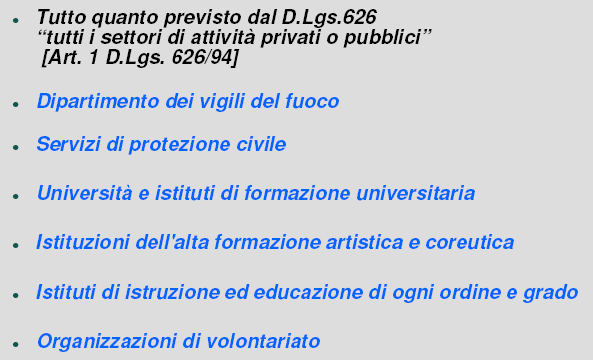 Tutto quanto previsto dal D.Lgs.626
“tutti i settori di attività privati o pubblici”
[Art. 1 D.Lgs. 626/94]
Dipartimento dei vigili del fuoco
Servizi di protezione civile
Università e istituti di formazione universitaria
Istituzioni dell'alta formazione artistica e coreutica
Istituti di istruzione ed educazione di ogni ordine e grado
Organizzazioni di volontariato